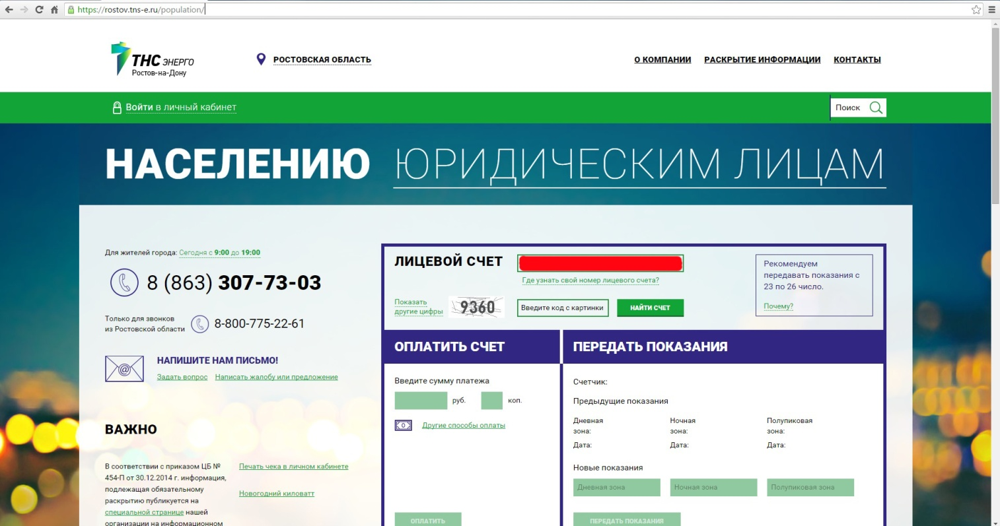 https://rostov.tns-e.ru/population/
ТНС ЭНЕРГО
Ростов-на-Дону
РОСТОВСКАЯ ОБЛАСТЬ
О КОМПАНИИ
РАСКРЫТИЕ ИНФОРМАЦИИ
КОНТАКТЫ
Войти в личный кабинет
Поиск
НАСЕЛЕНИЮ
ЮРИДИЧЕСКИМ ЛИЦАМ
Для жителей города: Сегодня с 9:00 до 19:00
8 (863) 307-73-03
Только для звонков
из Ростовской области
8-800-775-22-61
@
НАПИШИТЕ НАМ ПИСЬМО!
Задать вопрос
Написать жалобу или предложение
ВАЖНО
В соответствии с приказом ЦБ №
454-П от 30.12.2014 г. информация,
подлежащая обязательному
раскрытию публикуется на
специальной странице нашей
организации на информационном
Печать чека в личном кабинете
Новогодний киловатт
ЛИЦЕВОЙ СЧЕТ
Где узнать свой номер лицевого счета?
Показать
другие цифры
9360
Введите код с картинки
НАЙТИ СЧЕТ
Рекомендуем
передавать показания с
23 по 26 число.
Почему?
ОПЛАТИТЬ СЧЕТ
Введите сумму платежа
руб.
коп.
Другие способы оплаты
ОПЛАТИТЬ
ПЕРЕДАТЬ ПОКАЗАНИЯ
Счетчик:
Предыдущие показания
Дневная
зона:
Дата:
Ночная
зона:
Дата:
Полупиковая
зона:
Дата:
Новые показания
Дневная зона
Ночная зона
Полупиковая зона
ПЕРЕДАТЬ ПОКАЗАНИЯ